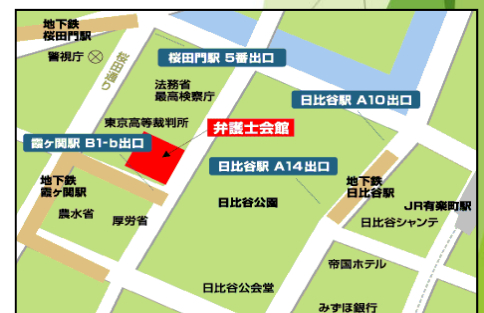 地下鉄
桜田門駅
警視庁
桜田通り
桜田門駅 5番出口
法務省
最高検察庁
日比谷駅 A10出口
東京高等裁判所
弁護士会館
霞ヶ関駅 B1-b出口
日比谷駅 A14出口
地下鉄
霞ヶ関駅
地下鉄
日比谷駅
農水省
厚労省
日比谷公園
JR有楽町駅
日比谷シャンテ
帝国ホテル
日比谷公会堂
みずほ銀行